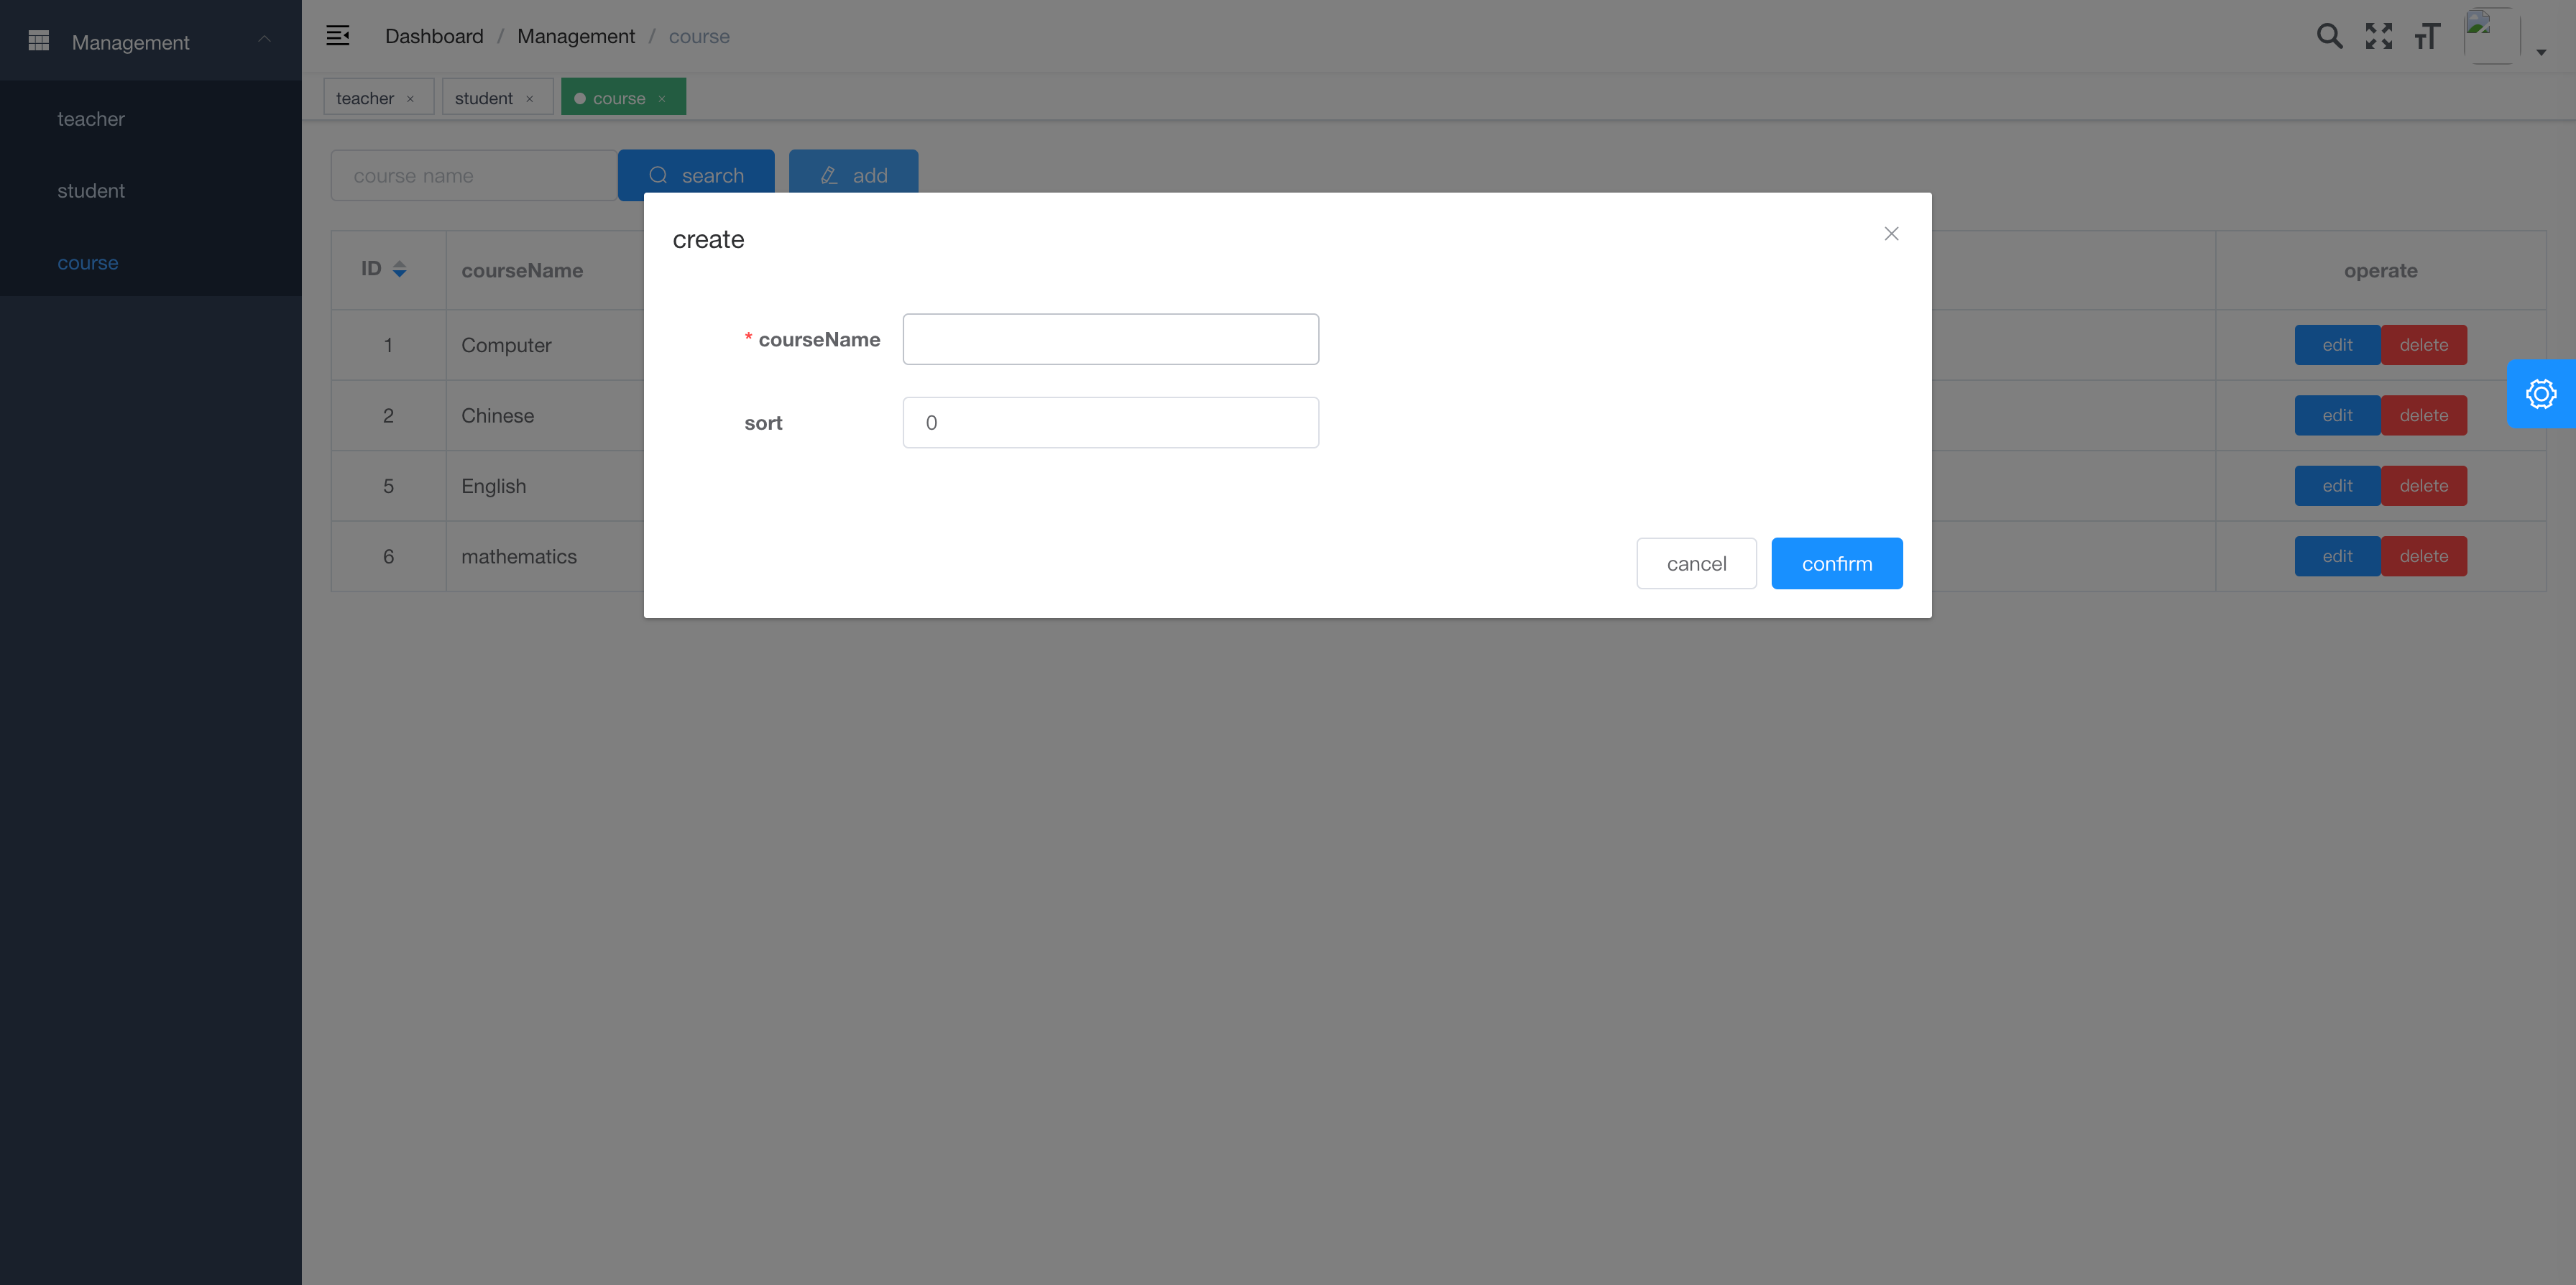 Management
teacher
student
course
Dashboard / Management / course
teacher × student × course ×
course name search add
create
* courseName
sort 0
cancel confirm
ID courseName operate
1 Computer edit delete
2 Chinese edit delete
5 English edit delete
6 mathematics edit delete